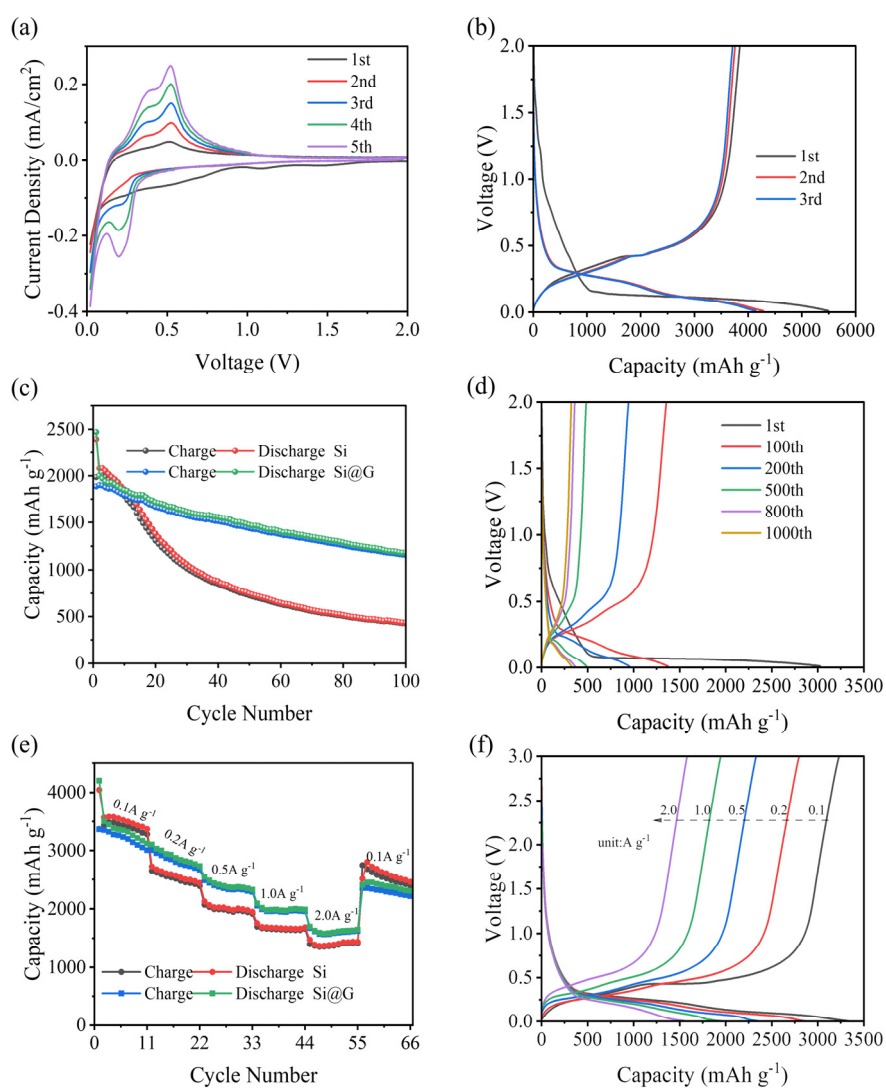 (a)
1st
2nd
3rd
4th
5th
0.2
0.0
-0.2
-0.4
0.0 0.5 1.0 1.5 2.0
Current Density (mA/cm²)
Voltage (V)
(b)
2.0
1.5
1.0
0.5
0.0
1st
2nd
3rd
0 1000 2000 3000 4000 5000 6000
Voltage (V)
Capacity (mAh g⁻¹)
(c)
2500
2000
1750
1250
1000
500
0
Charge Discharge Si
Charge Discharge Si@G
0 20 40 60 80 100
Capacity (mAh g⁻¹)
Cycle Number
(d)
2.0
1.5
1.0
0.5
0.0
1st
100th
200th
500th
800th
1000th
0 500 1000 1500 2000 2500 3000 3500
Voltage (V)
Capacity (mAh g⁻¹)
(e)
4000
3000
2000
1000
0
0.1A g⁻¹
0.2A g⁻¹
0.5A g⁻¹
1.0A g⁻¹
2.0A g⁻¹
0.1A g⁻¹
Charge Discharge Si
Charge Discharge Si@G
0 11 22 33 44 55 66
Capacity (mAh g⁻¹)
Cycle Number
(f)
3.0
2.5
2.0
1.5
1.0
0.5
0.0
2.0 1.0 0.5 0.2 0.1
unit:A g⁻¹
0 500 1000 1500 2000 2500 3000 3500
Voltage (V)
Capacity (mAh g⁻¹)